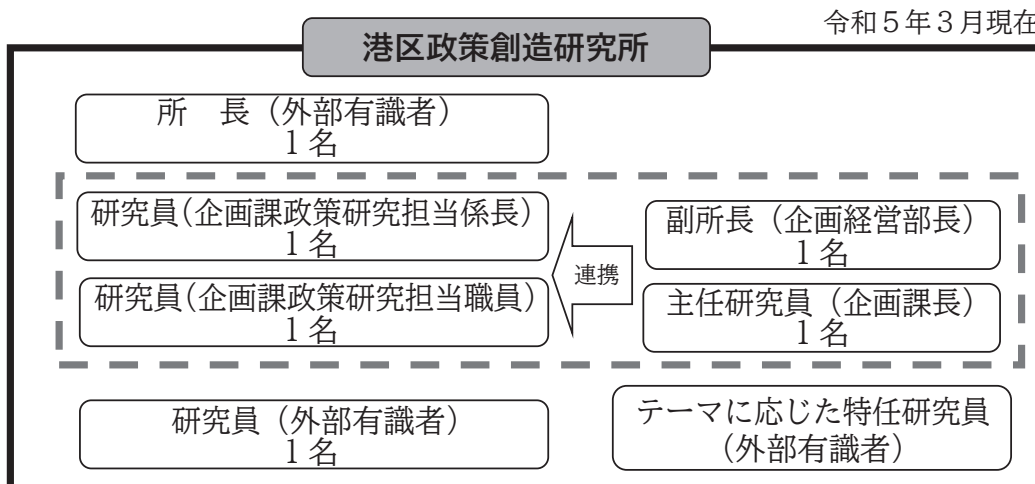 令和５年３月現在
港区政策創造研究所
所　長（外部有識者）
１名
研究員（企画課政策研究担当係長）
１名
研究員（企画課政策研究担当職員）
１名
連携
副所長（企画経営部長）
１名
主任研究員（企画課長）
１名
研究員（外部有識者）
１名
テーマに応じた特任研究員
（外部有識者）